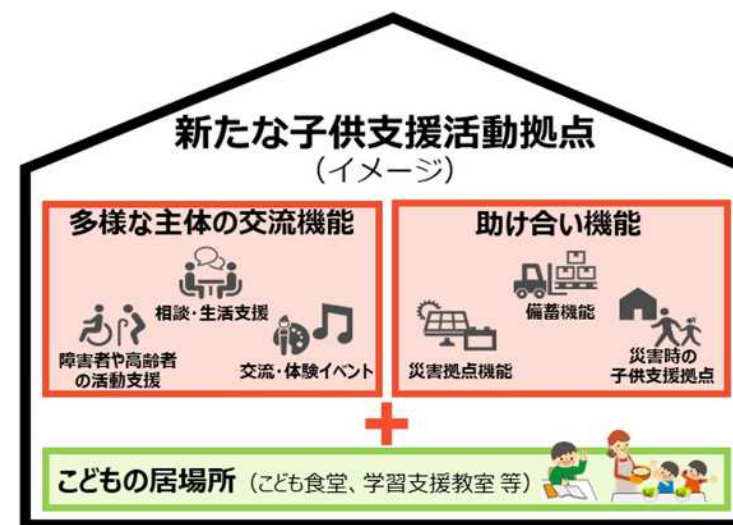 新たな子供支援活動拠点
（イメージ）
多様な主体の交流機能
相談・生活支援
障害者や高齢者
の活動支援
交流・体験イベント
助け合い機能
備蓄機能
災害拠点機能
災害時の
子供支援拠点
こどもの居場所（こども食堂、学習支援教室 等）